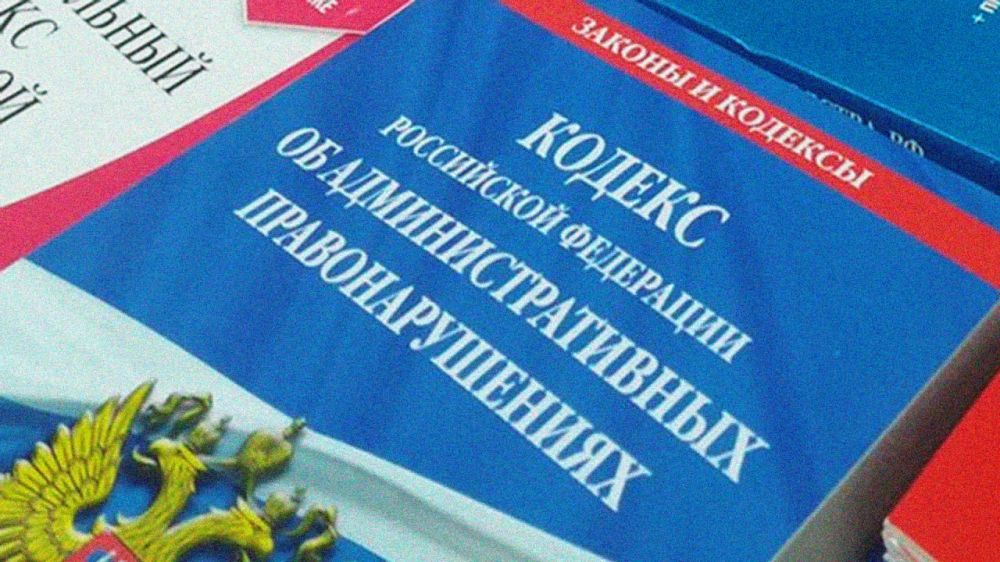 ЗАКОНЫ И КОДЕКСЫ
КОДЕКС
РОССИЙСКОЙ ФЕДЕРАЦИИ
ОБ АДМИНИСТРАТИВНЫХ
ПРАВОНАРУШЕНИЯХ